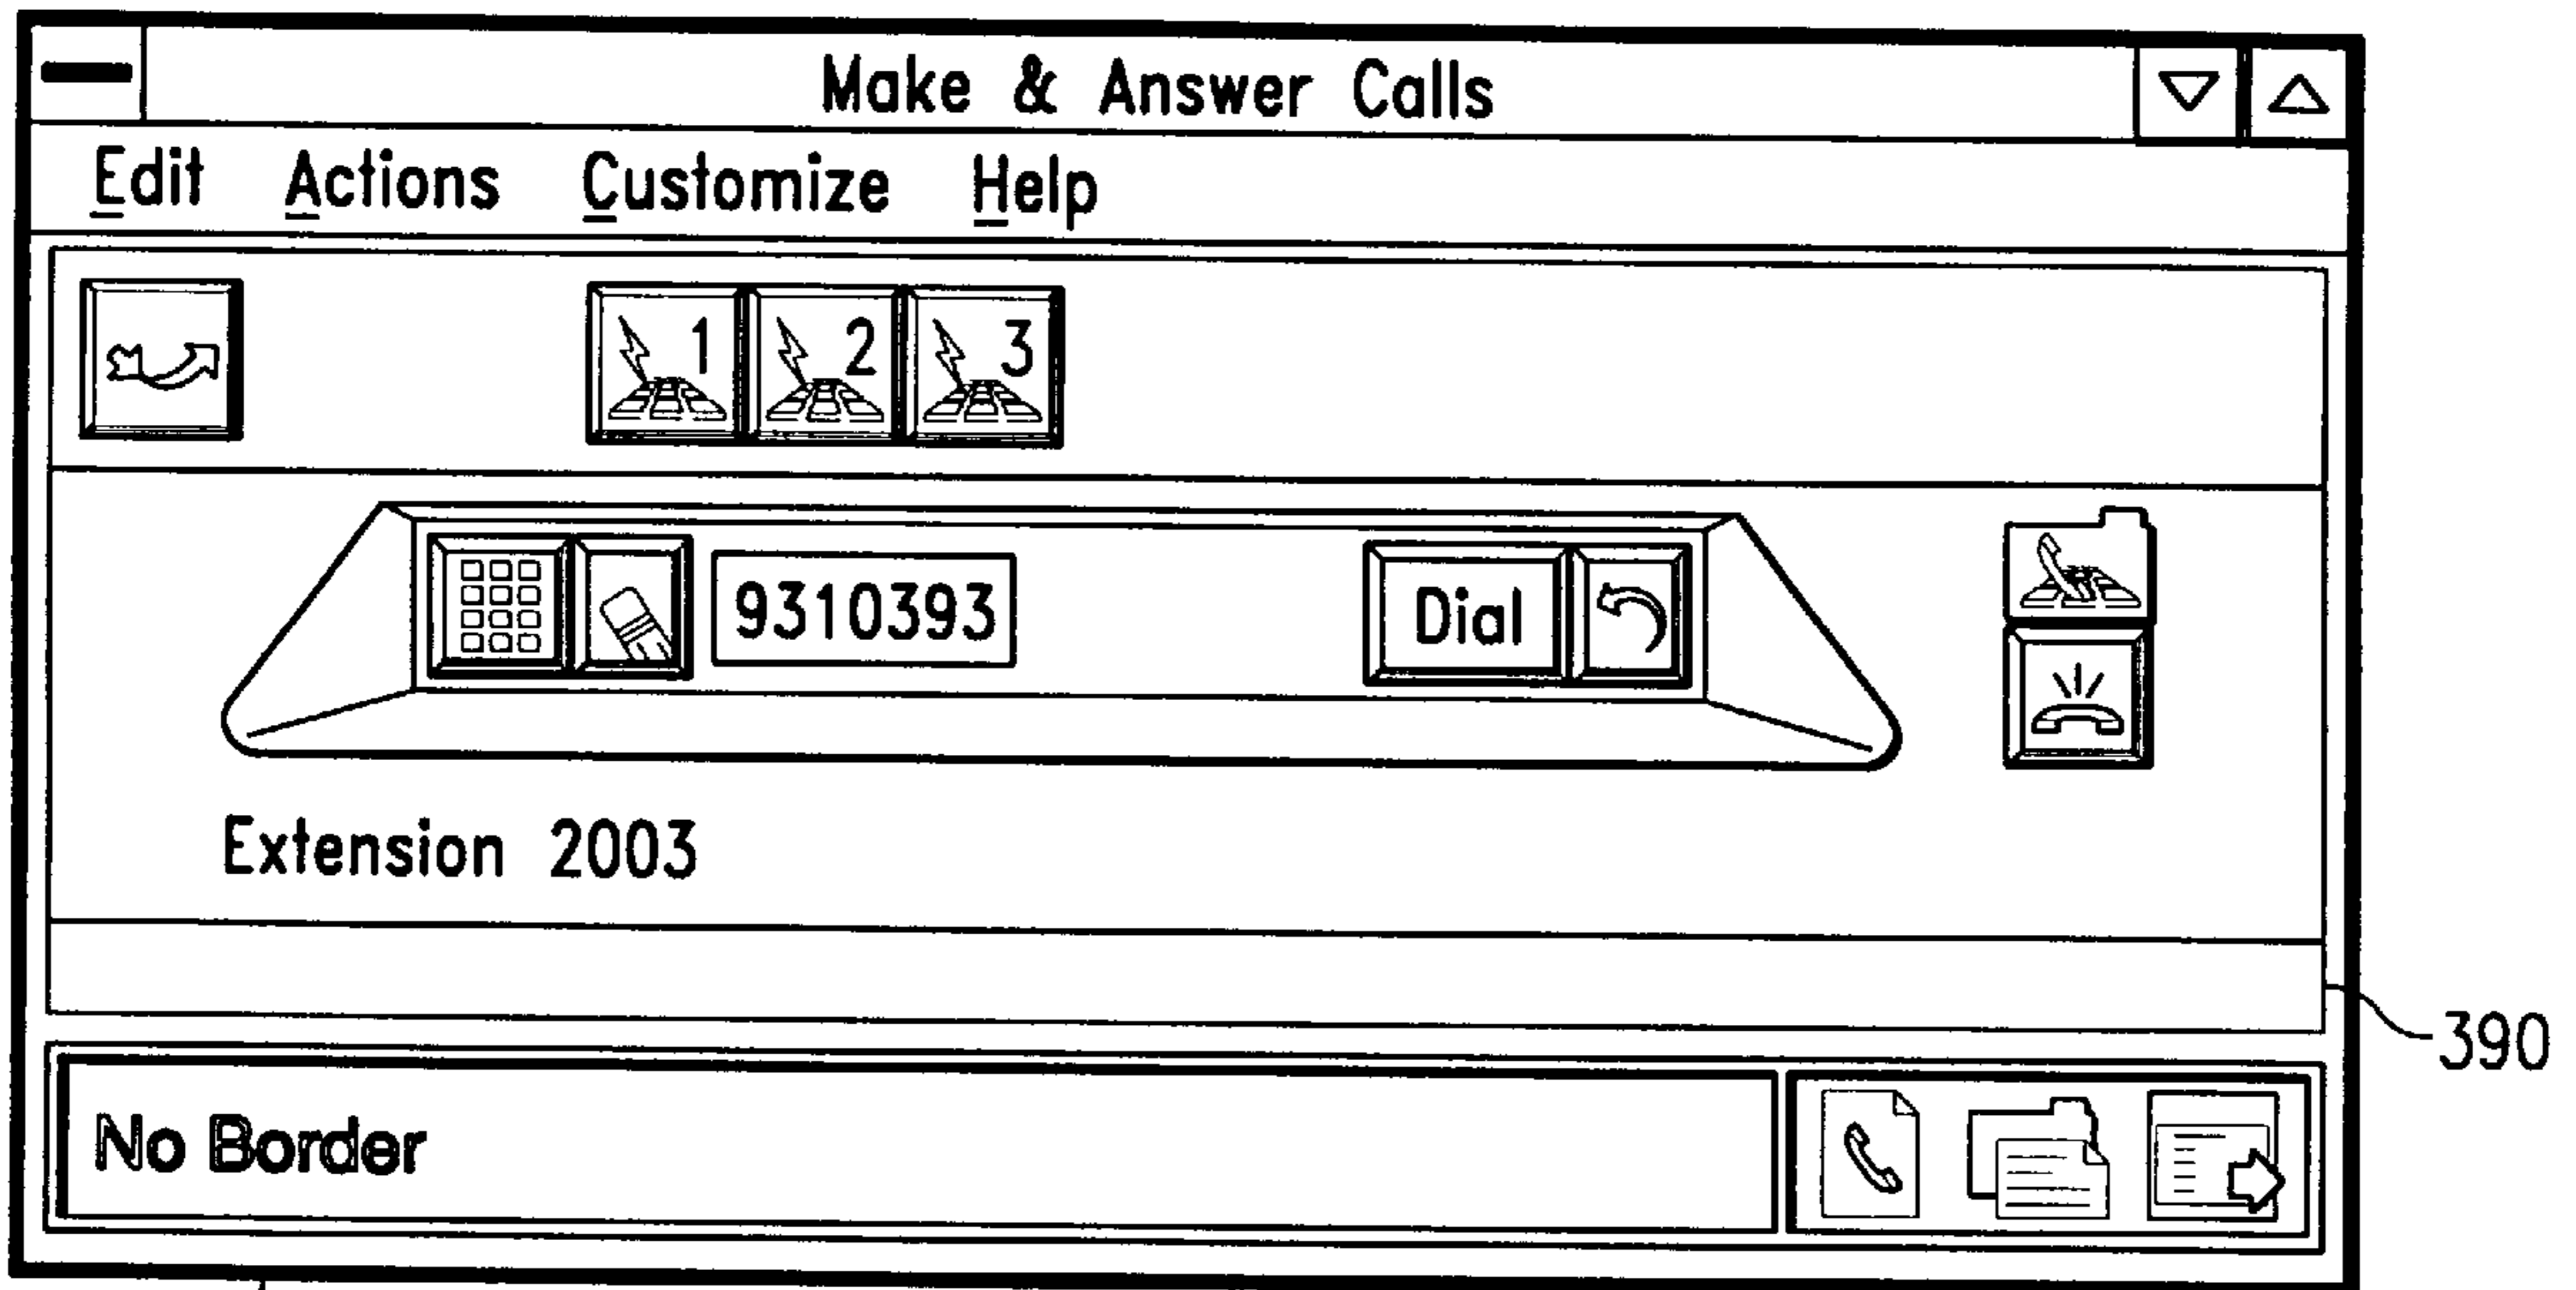 Make & Answer Calls
Edit Actions Customize Help
1 2 3
9310393 Dial
Extension 2003
390
No Border